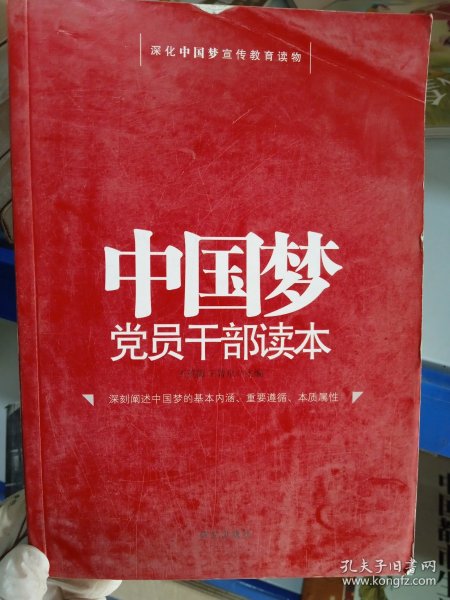 深化中国梦宣传教育读物
中国梦
党员干部读本
深刻阐述中国梦的基本内涵、重要遵循、本质属性
孔夫子旧书网
www.kongfz.com